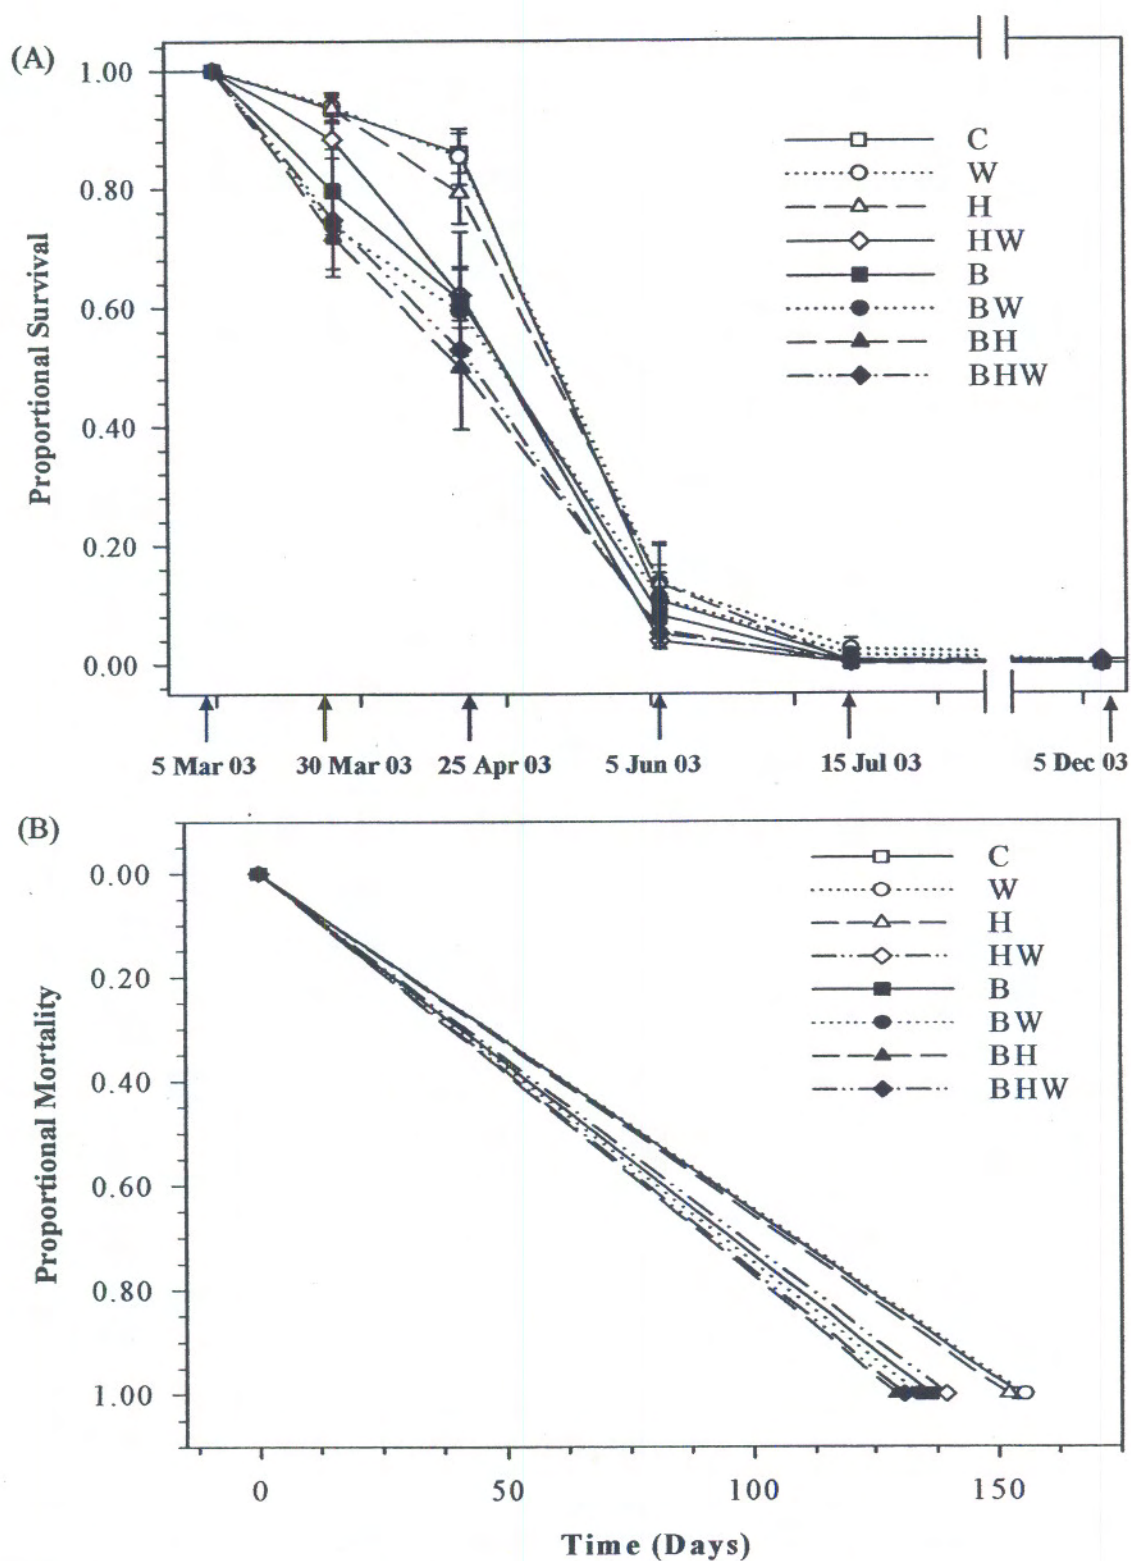 (A)
1.00
0.80
0.60
0.40
0.20
0.00
Proportional Survival
C
W
H
HW
B
BW
BH
BHW
5 Mar 03
30 Mar 03
25 Apr 03
5 Jun 03
15 Jul 03
5 Dec 03
(B)
0.00
0.20
0.40
0.60
0.80
1.00
Proportional Mortality
C
W
H
HW
B
BW
BH
BHW
0
50
100
150
Time (Days)